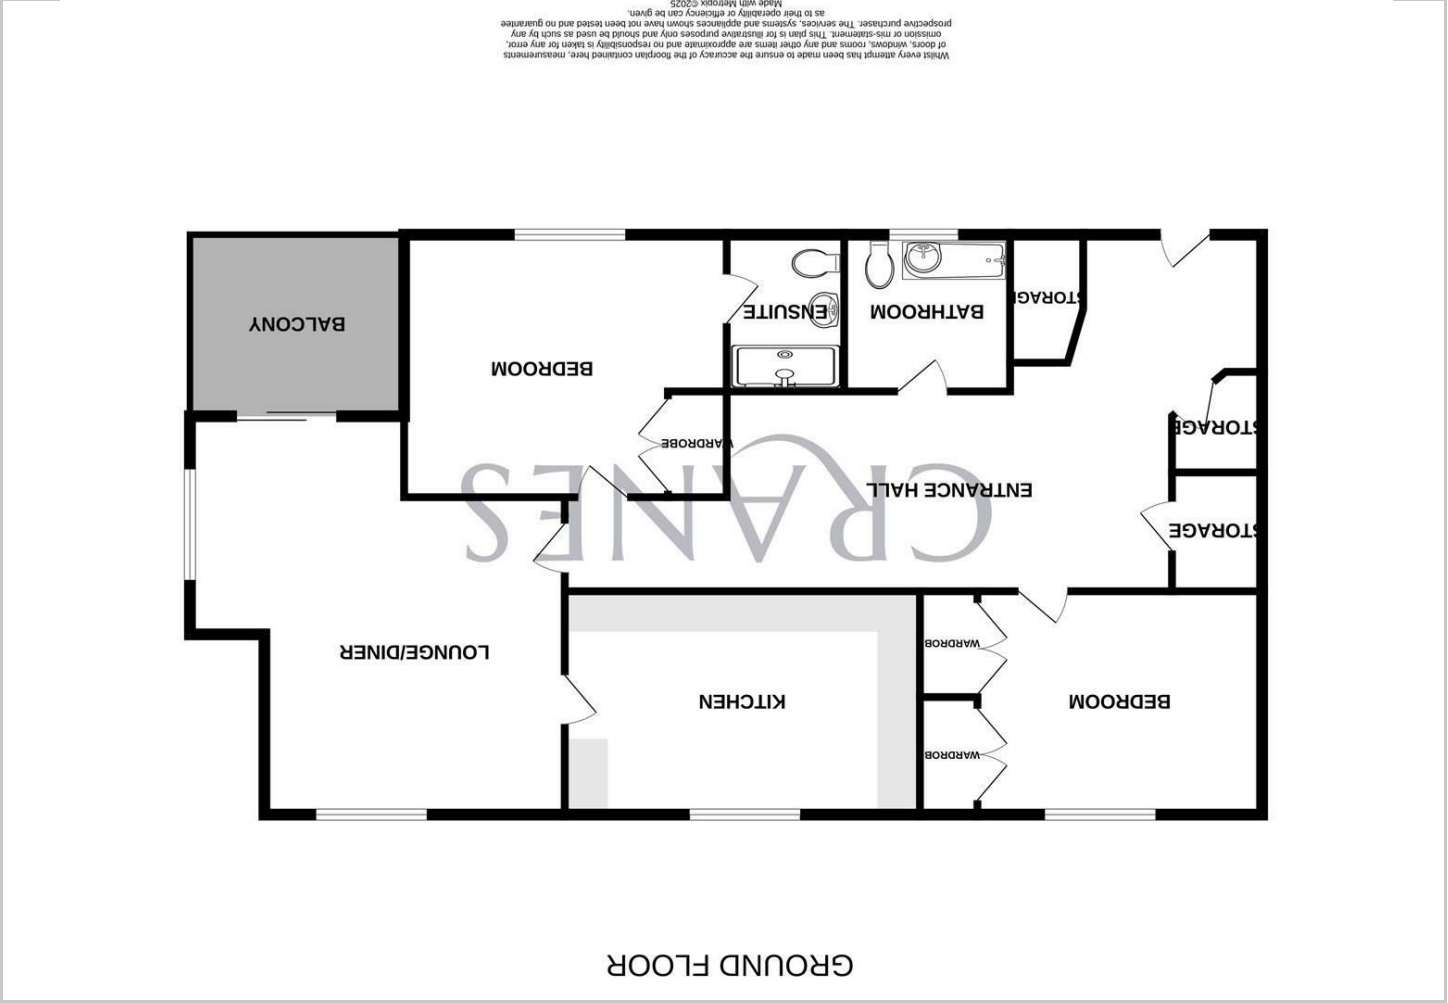 GROUND FLOOR
WARDROB
BEDROOM
KITCHEN
LOUNGE/DINER
WARDROB
STORAGE
CRANES
ENTRANCE HALL
WARDROBE
STORAGE
BEDROOM
BALCONY
BATHROOM
ENSUITE
STORAGE
Whilst every attempt has been made to ensure the accuracy of the floorplan contained here, measurements
of doors, windows, rooms and any other items are approximate and no responsibility is taken for any error,
omission or mis-statement. This plan is for illustrative purposes only and should be used as such by any
prospective purchaser. The services, systems and appliances shown have not been tested and no guarantee
as to their operability or efficiency can be given.
Made with Metropix ©2025